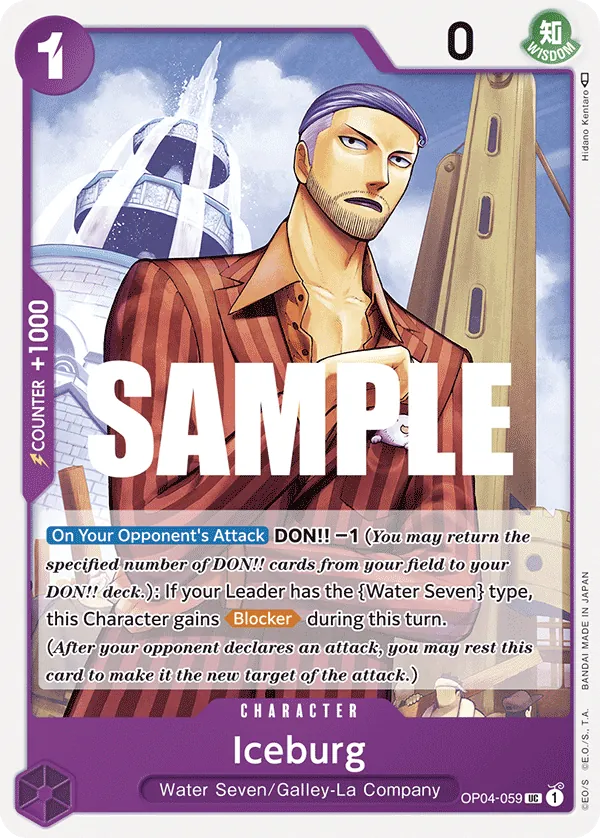 1
0
知
WISDOM
Hidano Kentaro
COUNTER +1000
SAMPLE
On Your Opponent's Attack DON!! −1 (You may return the
specified number of DON!! cards from your field to your
DON!! deck.): If your Leader has the {Water Seven} type,
this Character gains Blocker during this turn.
(After your opponent declares an attack, you may rest this
card to make it the new target of the attack.)
CHARACTER
Iceburg
Water Seven/Galley-La Company
OP04-059 UC 1
©E.O/S ©E.O./S., T.A. BANDAI MADE IN JAPAN